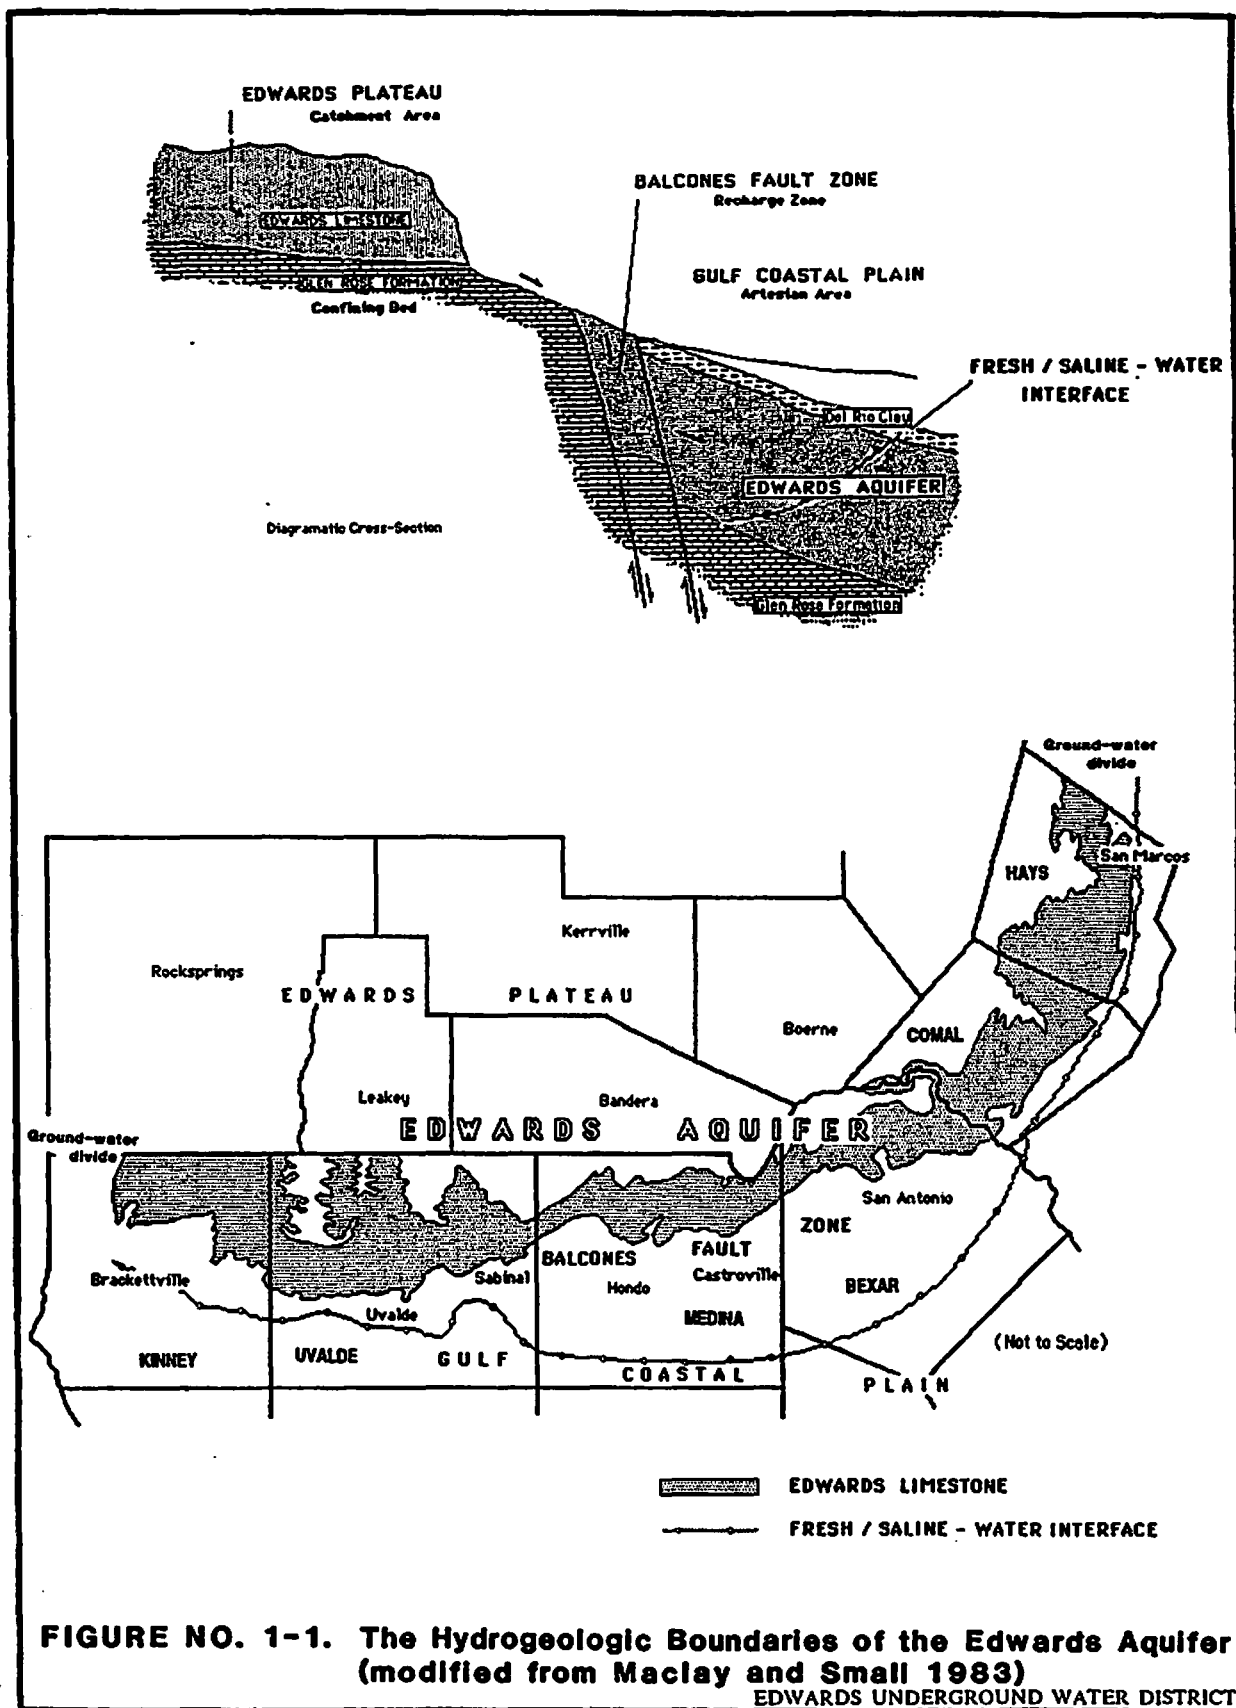 EDWARDS PLATEAU
Catchment Area
BALCONES FAULT ZONE
Recharge Zone
EDWARDS LIMESTONE
GULF COASTAL PLAIN
Artesian Area
GLEN ROSE FORMATION
Confining Bed
FRESH / SALINE - WATER
INTERFACE
Del Rio Clay
EDWARDS AQUIFER
Diagramatic Cross-Section
Glen Rose Formation
Ground-water
divide
San Marcos
HAYS
Kerrville
Rocksprings
EDWARDS PLATEAU
Boerne
COMAL
Leakey
Bandera
EDWARDS AQUIFER
Ground-water
divide
San Antonio
ZONE
BALCONES
FAULT
Brackettville
Sabinal
Hondo
Castroville
BEXAR
Uvalde
MEDINA
(Not to Scale)
KINNEY
UVALDE
GULF
COASTAL
PLAIN
EDWARDS LIMESTONE
FRESH / SALINE - WATER INTERFACE
FIGURE NO. 1-1. The Hydrogeologic Boundaries of the Edwards Aquifer
(modified from Maclay and Small 1983)
EDWARDS UNDERGROUND WATER DISTRICT